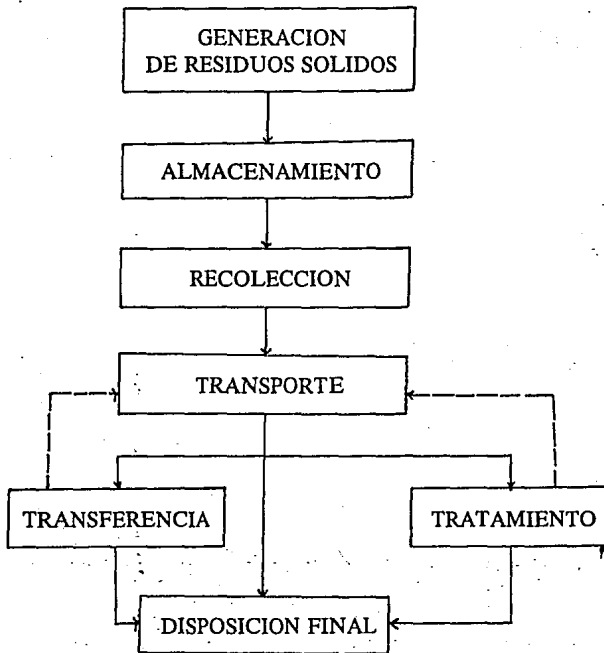 GENERACION
DE RESIDUOS SOLIDOS
ALMACENAMIENTO
RECOLECCION
TRANSPORTE
TRANSFERENCIA
TRATAMIENTO
DISPOSICION FINAL